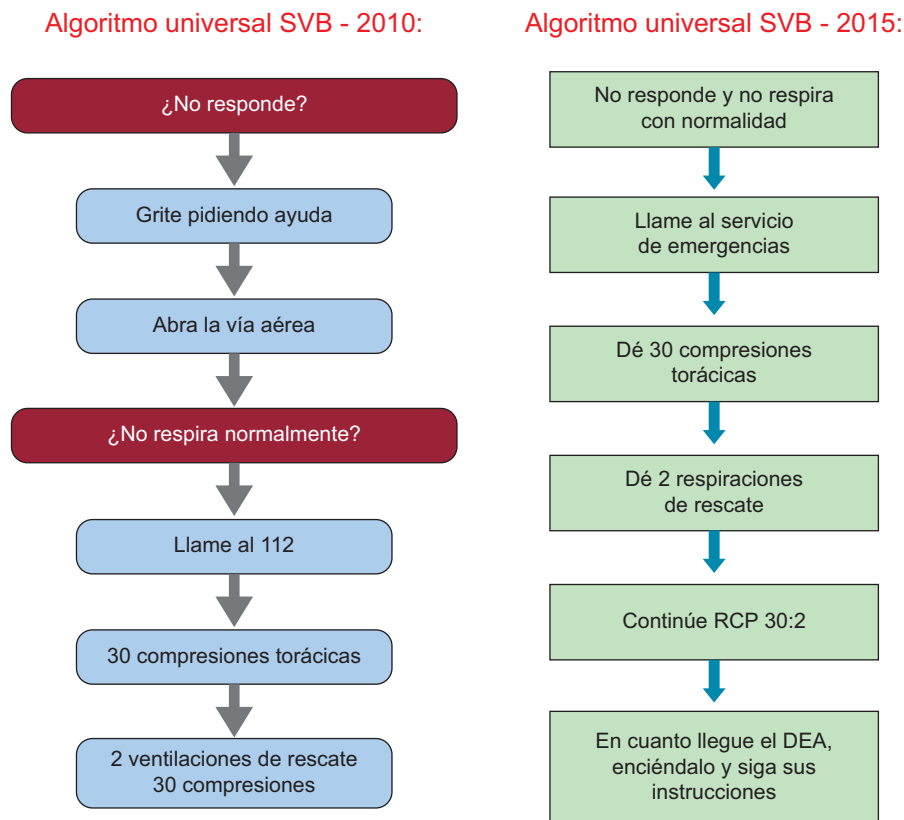 Algoritmo universal SVB - 2010:
¿No responde?
Grite pidiendo ayuda
Abra la vía aérea
¿No respira normalmente?
Llame al 112
30 compresiones torácicas
2 ventilaciones de rescate
30 compresiones
Algoritmo universal SVB - 2015:
No responde y no respira
con normalidad
Llame al servicio
de emergencias
Dé 30 compresiones
torácicas
Dé 2 respiraciones
de rescate
Continúe RCP 30:2
En cuanto llegue el DEA,
enciéndalo y siga sus
instrucciones